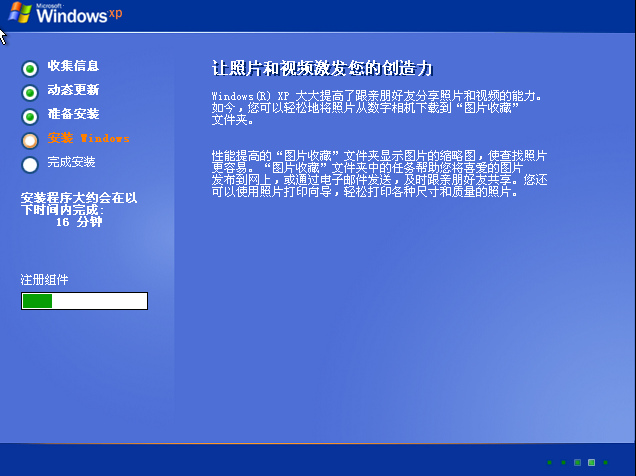 Microsoft
Windows xp
收集信息
动态更新
准备安装
安装 Windows
完成安装
安装程序大约会在以
下时间内完成:
16 分钟
注册组件
让照片和视频激发您的创造力
Windows(R) XP 大大提高了跟亲朋好友分享照片和视频的能力。
如今，您可以轻松地将照片从数字相机下载到“图片收藏”
文件夹。
性能提高的“图片收藏”文件夹显示图片的缩略图，使查找照片
更容易。“图片收藏”文件夹中的任务帮助您将喜爱的图片
发布到网上，或通过电子邮件发送，及时跟亲朋好友共享。您还
可以使用照片打印向导，轻松打印各种尺寸和质量的照片。